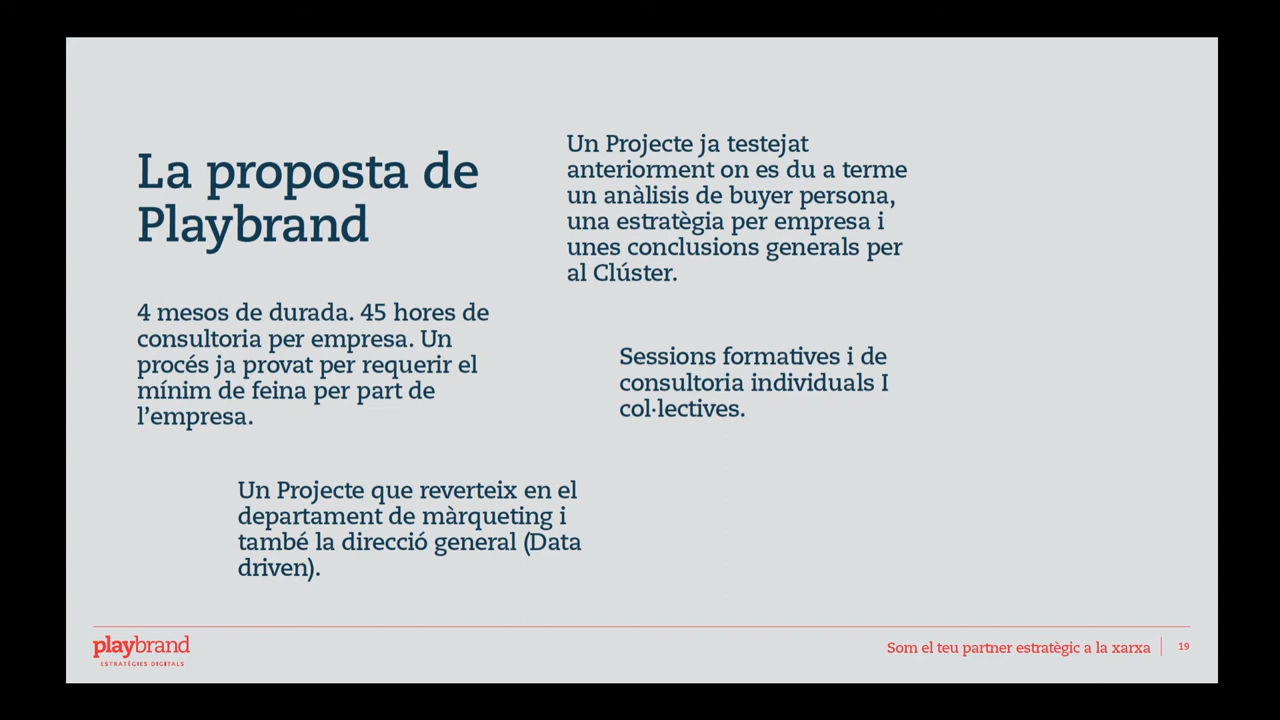 La proposta de
Playbrand
4 mesos de durada. 45 hores de
consultoria per empresa. Un
procés ja provat per requerir el
mínim de feina per part de
l’empresa.
Un Projecte ja testejat
anteriorment on es du a terme
un anàlisis de buyer persona,
una estratègia per empresa i
unes conclusions generals per
al Clúster.
Sessions formatives i de
consultoria individuals I
col·lectives.
Un Projecte que reverteix en el
departament de màrqueting i
també la direcció general (Data
driven).
playbrand
ESTRATÈGIES DIGITALS
Som el teu partner estratègic a la xarxa
19